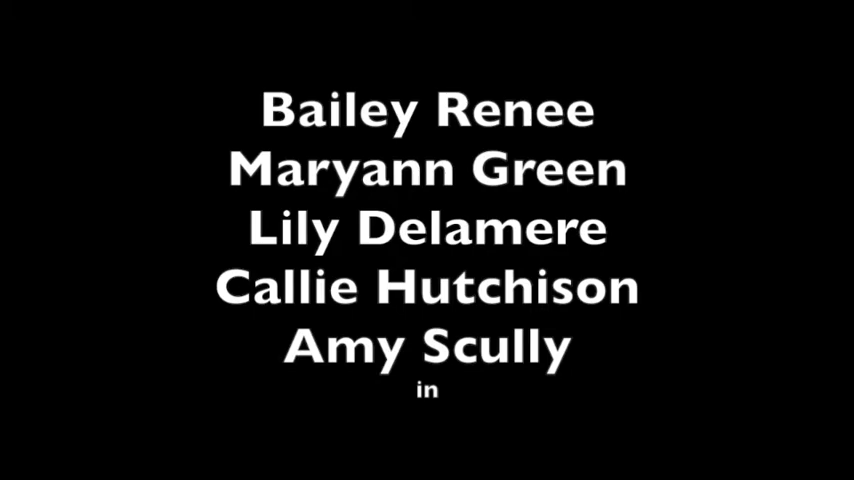 Bailey Renee
Maryann Green
Lily Delamere
Callie Hutchison
Amy Scully
in